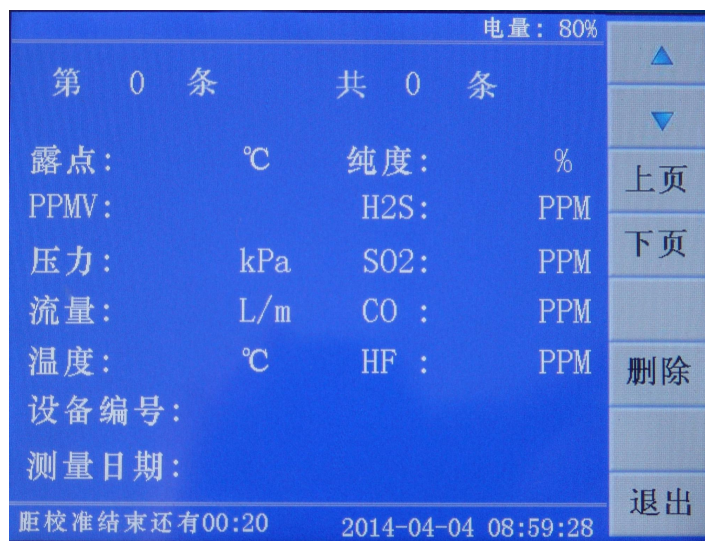 电量: 80%
第 0 条 共 0 条
露点: ℃ 纯度: %
PPMV: H2S: PPM
压力: kPa SO2: PPM
流量: L/m CO : PPM
温度: ℃ HF : PPM
设备编号:
测量日期:
距校准结束还有00:20 2014-04-04 08:59:28
上页
下页
删除
退出